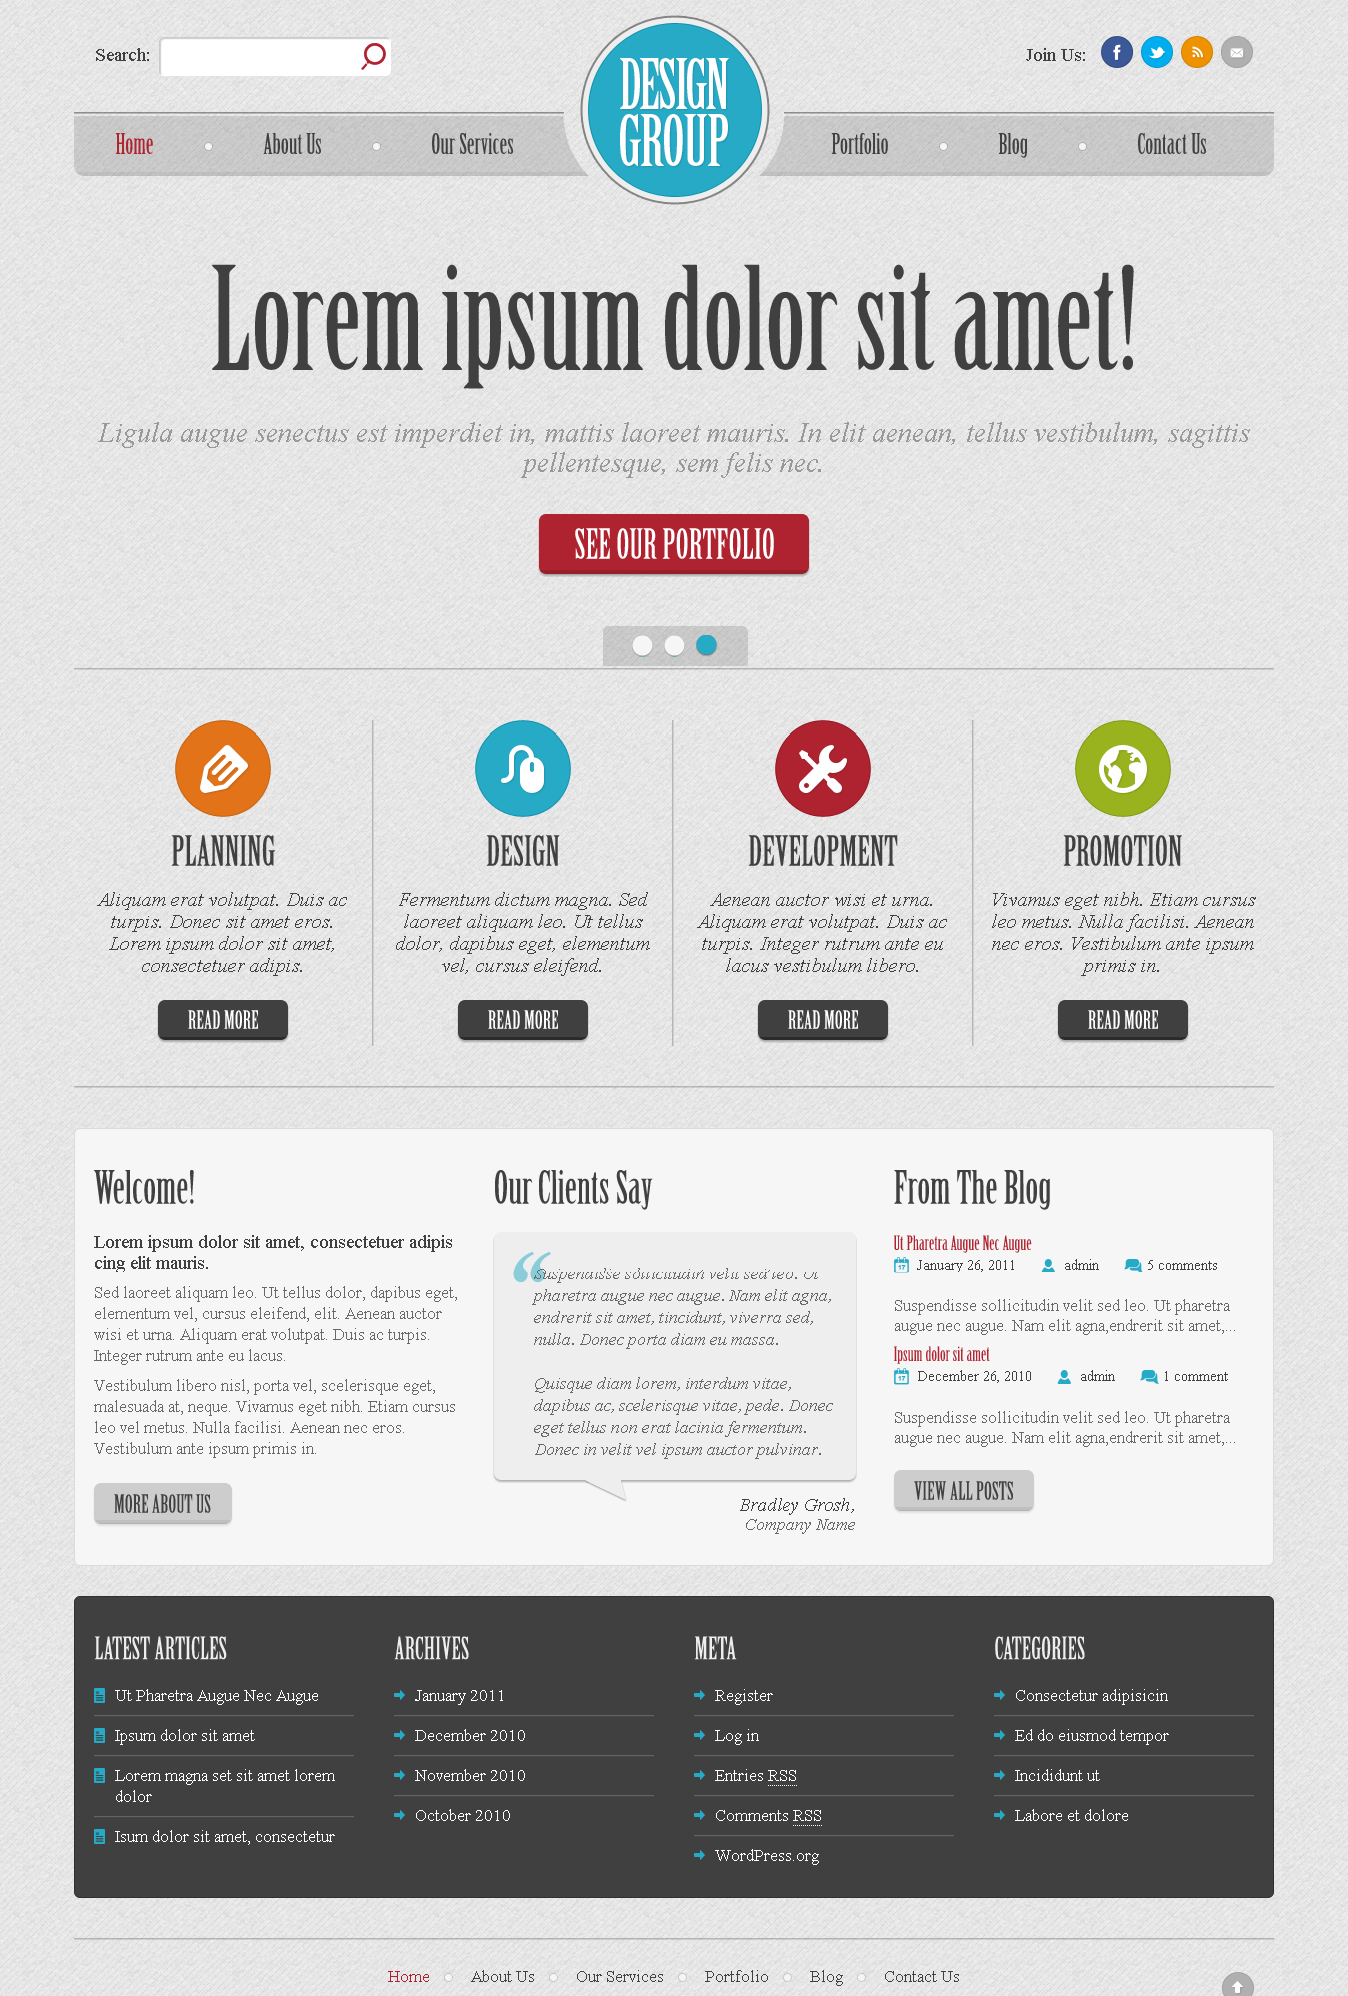 Search:
DESIGN
GROUP
Join Us:
Home
About Us
Our Services
Portfolio
Blog
Contact Us
Lorem ipsum dolor sit amet!
Ligula augue senectus est imperdiet in, mattis laoreet mauris. In elit aenean, tellus vestibulum, sagittis
pellentesque, sem felis nec.
SEE OUR PORTFOLIO
PLANNING
Aliquam erat volutpat. Duis ac
turpis. Donec sit amet eros.
Lorem ipsum dolor sit amet,
consectetuer adipis.
READ MORE
DESIGN
Fermentum dictum magna. Sed
laoreet aliquam leo. Ut tellus
dolor, dapibus eget, elementum
vel, cursus eleifend.
READ MORE
DEVELOPMENT
Aenean auctor wisi et urna.
Aliquam erat volutpat. Duis ac
turpis. Integer rutrum ante eu
lacus vestibulum libero.
READ MORE
PROMOTION
Vivamus eget nibh. Etiam cursus
leo metus. Nulla facilisi. Aenean
nec eros. Vestibulum ante ipsum
primis in.
READ MORE
Welcome!
Lorem ipsum dolor sit amet, consectetuer adipis
cing elit mauris.
Sed laoreet aliquam leo. Ut tellus dolor, dapibus eget,
elementum vel, cursus eleifend, elit. Aenean auctor
wisi et urna. Aliquam erat volutpat. Duis ac turpis.
Integer rutrum ante eu lacus.
Vestibulum libero nisl, porta vel, scelerisque eget,
malesuada at, neque. Vivamus eget nibh. Etiam cursus
leo vel metus. Nulla facilisi. Aenean nec eros.
Vestibulum ante ipsum primis in.
MORE ABOUT US
Our Clients Say
“
Suspendisse sollicitudin velit sed leo. Ut
pharetra augue nec augue. Nam elit agna,
endrerit sit amet, tincidunt, viverra sed,
nulla. Donec porta diam eu massa.
Quisque diam lorem, interdum vitae,
dapibus ac, scelerisque vitae, pede. Donec
eget tellus non erat lacinia fermentum.
Donec in velit vel ipsum auctor pulvinar.
Bradley Grosh,
Company Name
From The Blog
Ut Pharetra Augue Nec Augue
17 January 26, 2011 admin 5 comments
Suspendisse sollicitudin velit sed leo. Ut pharetra
augue nec augue. Nam elit agna,endrerit sit amet,...
Ipsum dolor sit amet
17 December 26, 2010 admin 1 comment
Suspendisse sollicitudin velit sed leo. Ut pharetra
augue nec augue. Nam elit agna,endrerit sit amet,...
VIEW ALL POSTS
LATEST ARTICLES
Ut Pharetra Augue Nec Augue
Ipsum dolor sit amet
Lorem magna set sit amet lorem
dolor
Isum dolor sit amet, consectetur
ARCHIVES
January 2011
December 2010
November 2010
October 2010
META
Register
Log in
Entries RSS
Comments RSS
WordPress.org
CATEGORIES
Consectetur adipisicin
Ed do eiusmod tempor
Incididunt ut
Labore et dolore
Home
About Us
Our Services
Portfolio
Blog
Contact Us